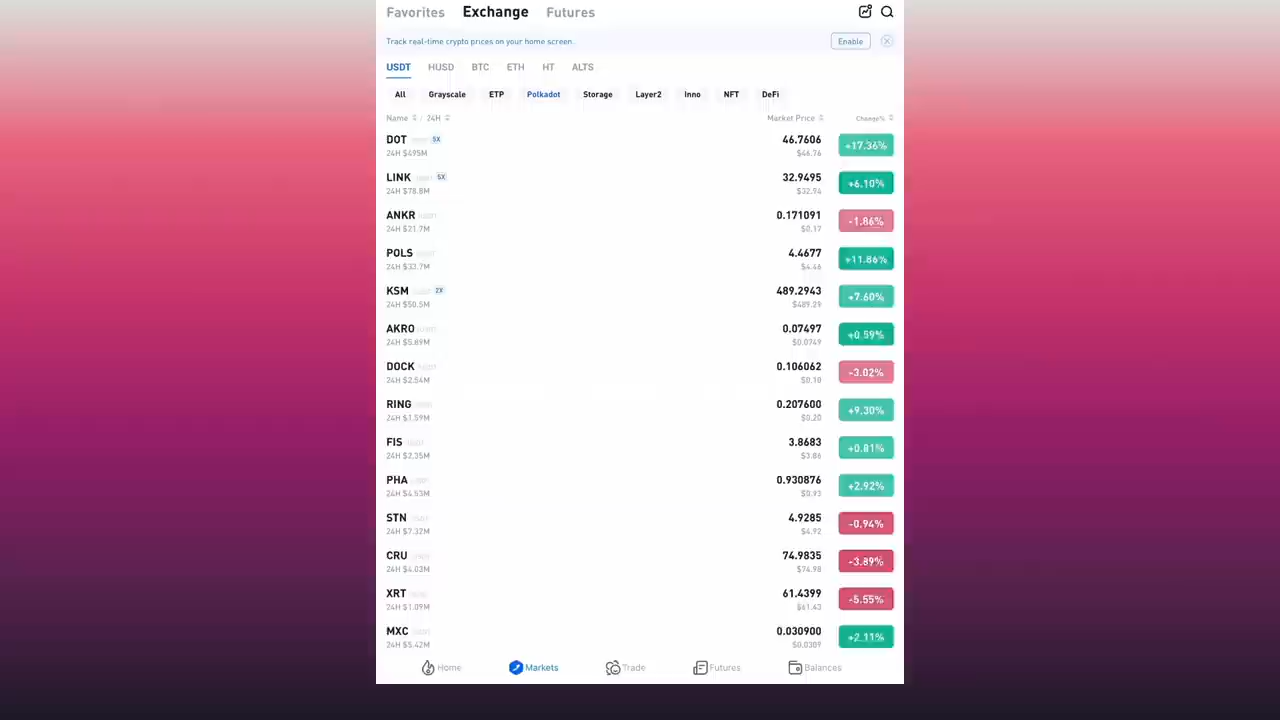 Favorites Exchange Futures
Track real-time crypto prices on your home screen. Enable
USDT HUSD BTC ETH HT ALTS
All Grayscale ETP Polkadot Storage Layer2 Inno NFT DeFi
Name / 24H Market Price Change%
DOT 5X 46.7606 +17.36%
24H $495M $46.76
LINK 5X 32.9495 +6.10%
24H $78.8M $32.94
ANKR 0.171091 -1.86%
24H $21.7M $0.17
POLS 4.4677 +11.86%
24H $33.7M $4.46
KSM 2X 489.2943 +7.60%
24H $50.5M $489.29
AKRO 0.07497 +0.59%
24H $5.89M $0.0749
DOCK 0.106062 -3.02%
24H $2.54M $0.10
RING 0.207600 +9.30%
24H $1.59M $0.20
FIS 3.8683 +0.81%
24H $2.35M $3.86
PHA 0.930876 +2.92%
24H $4.53M $0.93
STN 4.9285 -0.94%
24H $7.32M $4.92
CRU 74.9835 -3.89%
24H $4.03M $74.98
XRT 61.4399 -5.55%
24H $1.09M $61.43
MXC 0.030900 +2.11%
24H $5.42M $0.0309
Home Markets Trade Futures Balances